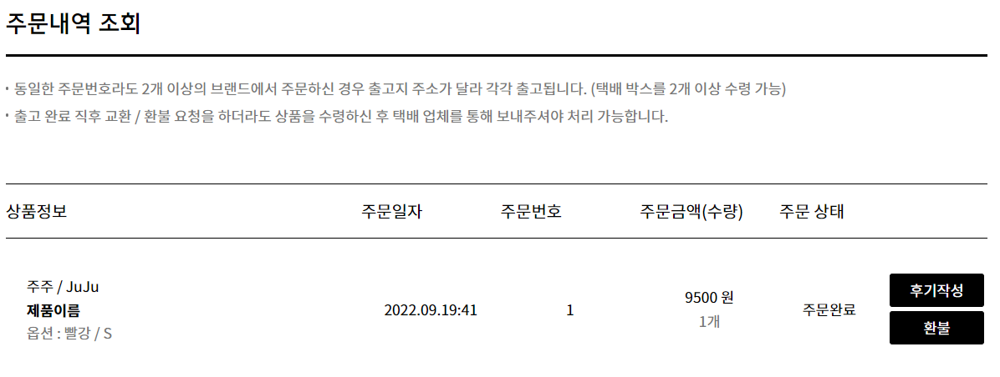 주문내역 조회
• 동일한 주문번호라도 2개 이상의 브랜드에서 주문하신 경우 출고지 주소가 달라 각각 출고됩니다. (택배 박스를 2개 이상 수령 가능)
• 출고 완료 직후 교환 / 환불 요청을 하더라도 상품을 수령하신 후 택배 업체를 통해 보내주셔야 처리 가능합니다.
상품정보 주문일자 주문번호 주문금액(수량) 주문 상태
주주 / JuJu
제품이름
옵션 : 빨강 / S
2022.09.19:41
1
9500 원
1개
주문완료
후기작성
환불